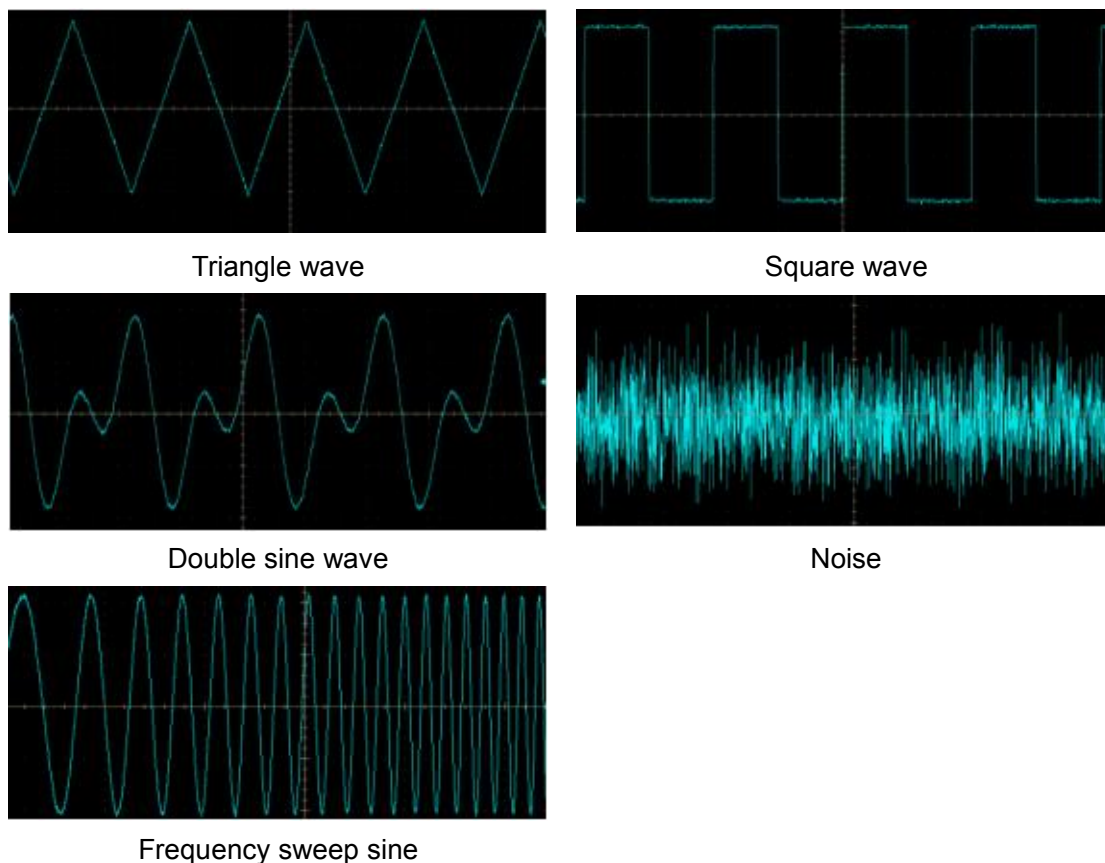 Triangle wave
Square wave
Double sine wave
Noise
Frequency sweep sine